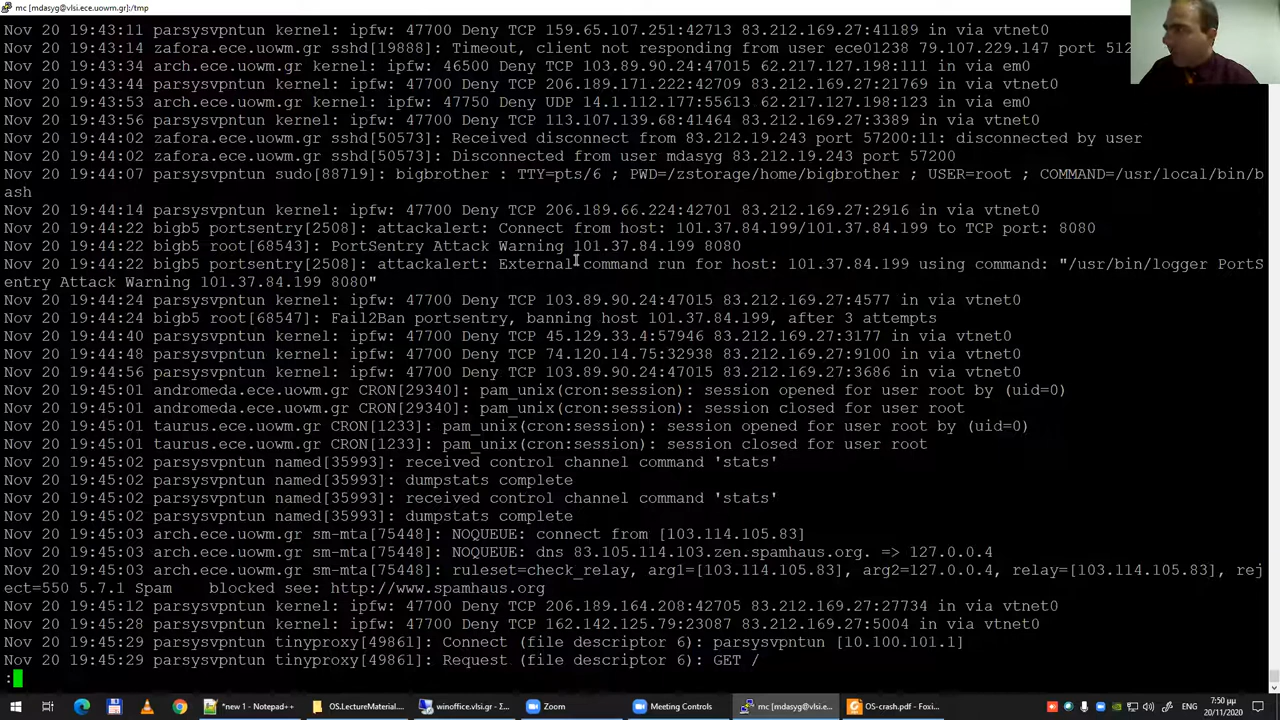 mc [mdasyg@vlsi.ece.uowm.gr]:/tmp
Nov 20 19:43:11 parsysvpntun kernel: ipfw: 47700 Deny TCP 159.65.107.251:42713 83.212.169.27:41189 in via vtnet0
Nov 20 19:43:14 zafora.ece.uowm.gr sshd[19888]: Timeout, client not responding from user ece01238 79.107.229.147 port 512
Nov 20 19:43:34 arch.ece.uowm.gr kernel: ipfw: 46500 Deny TCP 103.89.90.24:47015 62.217.127.198:111 in via em0
Nov 20 19:43:44 parsysvpntun kernel: ipfw: 47700 Deny TCP 206.189.171.222:42709 83.212.169.27:21769 in via vtnet0
Nov 20 19:43:53 arch.ece.uowm.gr kernel: ipfw: 47750 Deny UDP 14.1.112.177:55613 62.217.127.198:123 in via em0
Nov 20 19:43:56 parsysvpntun kernel: ipfw: 47700 Deny TCP 113.107.139.68:41464 83.212.169.27:3389 in via vtnet0
Nov 20 19:44:02 zafora.ece.uowm.gr sshd[50573]: Received disconnect from 83.212.19.243 port 57200:11: disconnected by user
Nov 20 19:44:02 zafora.ece.uowm.gr sshd[50573]: Disconnected from user mdasyg 83.212.19.243 port 57200
Nov 20 19:44:07 parsysvpntun sudo[88719]: bigbrother : TTY=pts/6 ; PWD=/zstorage/home/bigbrother ; USER=root ; COMMAND=/usr/local/bin/b
ash
Nov 20 19:44:14 parsysvpntun kernel: ipfw: 47700 Deny TCP 206.189.66.224:42701 83.212.169.27:2916 in via vtnet0
Nov 20 19:44:22 bigb5 portsentry[2508]: attackalert: Connect from host: 101.37.84.199/101.37.84.199 to TCP port: 8080
Nov 20 19:44:22 bigb5 root[68543]: PortSentry Attack Warning 101.37.84.199 8080
Nov 20 19:44:22 bigb5 portsentry[2508]: attackalert: External command run for host: 101.37.84.199 using command: "/usr/bin/logger PortS
entry Attack Warning 101.37.84.199 8080"
Nov 20 19:44:24 parsysvpntun kernel: ipfw: 47700 Deny TCP 103.89.90.24:47015 83.212.169.27:4577 in via vtnet0
Nov 20 19:44:24 bigb5 root[68547]: Fail2Ban portsentry, banning host 101.37.84.199, after 3 attempts
Nov 20 19:44:40 parsysvpntun kernel: ipfw: 47700 Deny TCP 45.129.33.4:57946 83.212.169.27:3177 in via vtnet0
Nov 20 19:44:48 parsysvpntun kernel: ipfw: 47700 Deny TCP 74.120.14.75:32938 83.212.169.27:9100 in via vtnet0
Nov 20 19:44:56 parsysvpntun kernel: ipfw: 47700 Deny TCP 103.89.90.24:47015 83.212.169.27:3686 in via vtnet0
Nov 20 19:45:01 andromeda.ece.uowm.gr CRON[29340]: pam_unix(cron:session): session opened for user root by (uid=0)
Nov 20 19:45:01 andromeda.ece.uowm.gr CRON[29340]: pam_unix(cron:session): session closed for user root
Nov 20 19:45:01 taurus.ece.uowm.gr CRON[1233]: pam_unix(cron:session): session opened for user root by (uid=0)
Nov 20 19:45:01 taurus.ece.uowm.gr CRON[1233]: pam_unix(cron:session): session closed for user root
Nov 20 19:45:02 parsysvpntun named[35993]: received control channel command 'stats'
Nov 20 19:45:02 parsysvpntun named[35993]: dumpstats complete
Nov 20 19:45:02 parsysvpntun named[35993]: received control channel command 'stats'
Nov 20 19:45:02 parsysvpntun named[35993]: dumpstats complete
Nov 20 19:45:03 arch.ece.uowm.gr sm-mta[75448]: NOQUEUE: connect from [103.114.105.83]
Nov 20 19:45:03 arch.ece.uowm.gr sm-mta[75448]: NOQUEUE: dns 83.105.114.103.zen.spamhaus.org. => 127.0.0.4
Nov 20 19:45:03 arch.ece.uowm.gr sm-mta[75448]: ruleset=check_relay, arg1=[103.114.105.83], arg2=127.0.0.4, relay=[103.114.105.83], rej
ect=550 5.7.1 Spam    blocked see: http://www.spamhaus.org
Nov 20 19:45:12 parsysvpntun kernel: ipfw: 47700 Deny TCP 206.189.164.208:42705 83.212.169.27:27734 in via vtnet0
Nov 20 19:45:28 parsysvpntun kernel: ipfw: 47700 Deny TCP 162.142.125.79:23087 83.212.169.27:5004 in via vtnet0
Nov 20 19:45:29 parsysvpntun tinyproxy[49861]: Connect (file descriptor 6): parsysvpntun [10.100.101.1]
Nov 20 19:45:29 parsysvpntun tinyproxy[49861]: Request (file descriptor 6): GET /
:
*new 1 - Notepad++ [OS.LectureMaterial... winoffice.vlsi.gr - Σ... Zoom Meeting Controls mc [mdasyg@vlsi.e... OS-crash.pdf - Foxi... 7:50 μμ
20/11/2020